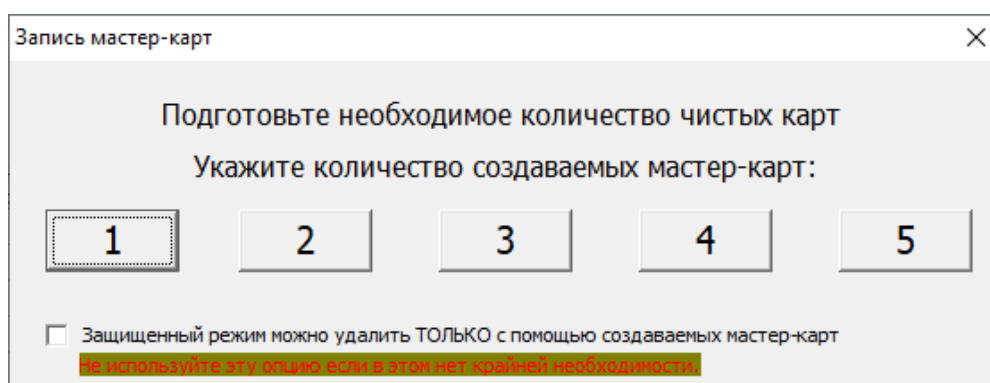 Запись мастер-карт
Подготовьте необходимое количество чистых карт
Укажите количество создаваемых мастер-карт:
1 2 3 4 5
Защищенный режим можно удалить ТОЛЬКО с помощью создаваемых мастер-карт
Не используйте эту опцию если в этом нет крайней необходимости.